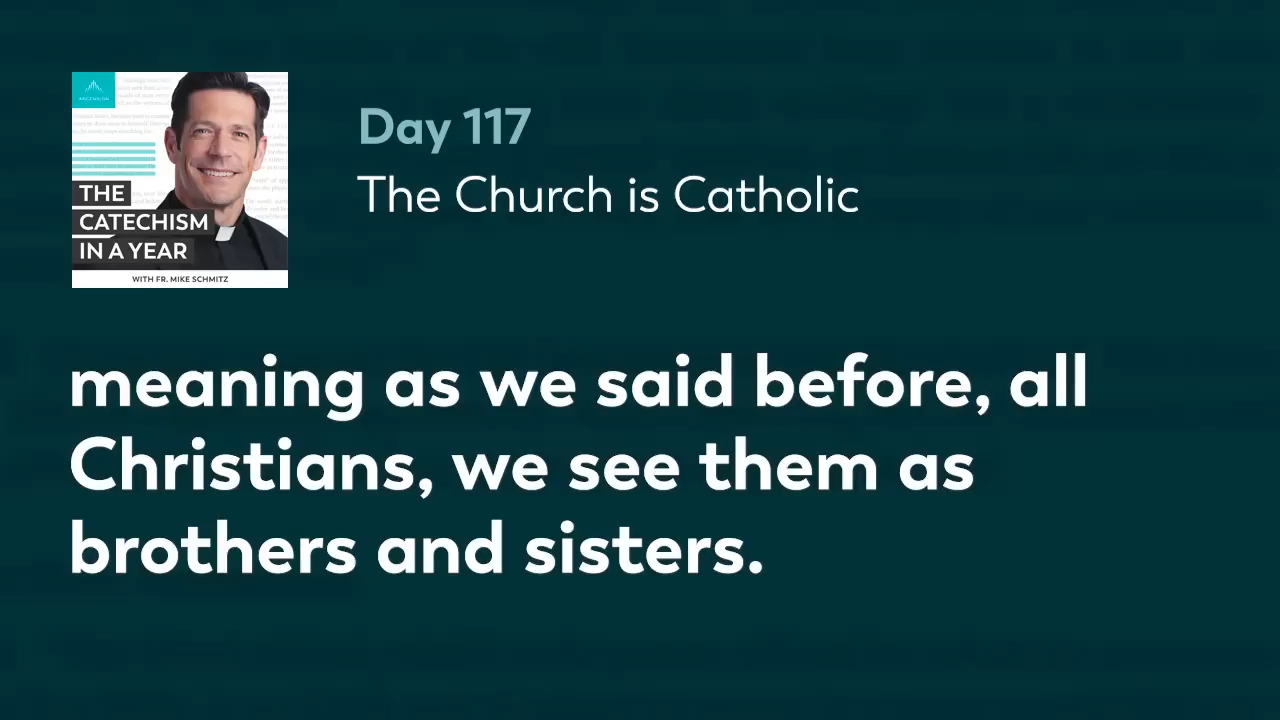 ASCENSION
THE
CATECHISM
IN A YEAR
WITH FR. MIKE SCHMITZ
Day 117
The Church is Catholic
meaning as we said before, all
Christians, we see them as
brothers and sisters.